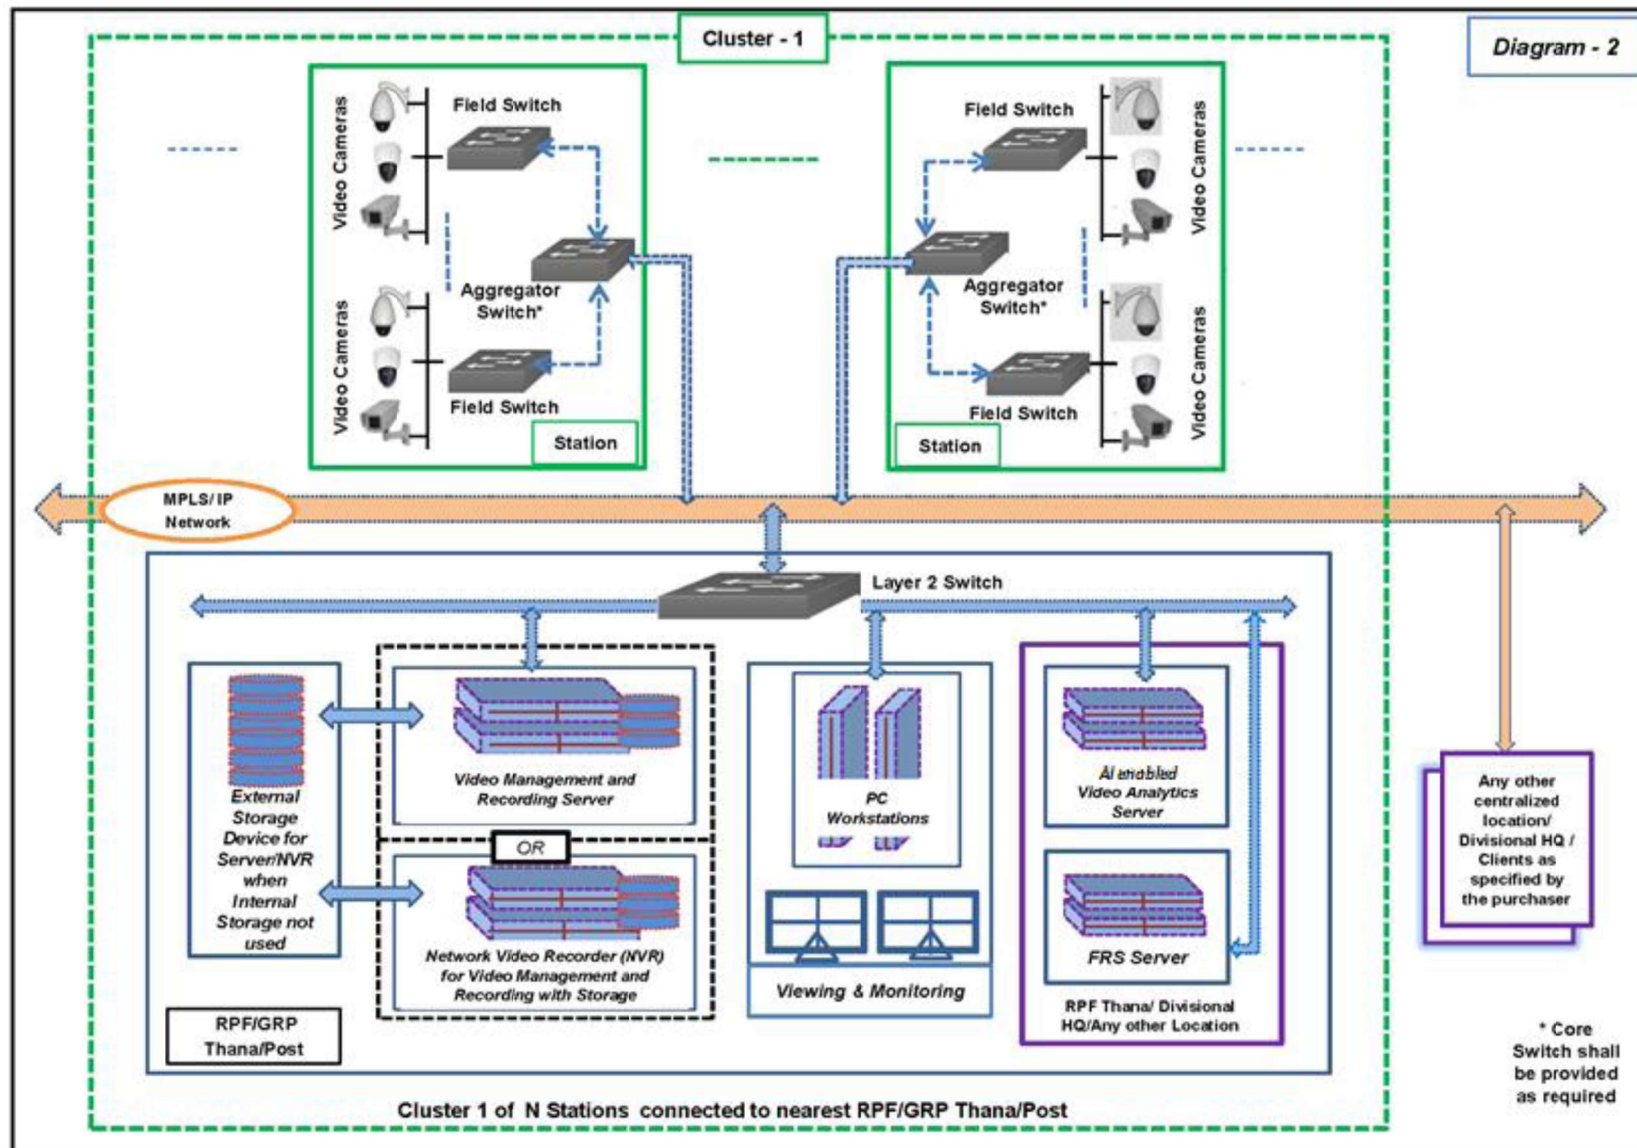 Cluster - 1
Diagram - 2
Video Cameras
Field Switch
Aggregator
Switch*
Video Cameras
Field Switch
Station
Field Switch
Video Cameras
Aggregator
Switch*
Video Cameras
Field Switch
Station
MPLS/ IP
Network
Layer 2 Switch
External
Storage
Device for
Server/NVR
when
Internal
Storage not
used
Video Management and
Recording Server
OR
Network Video Recorder (NVR)
for Video Management and
Recording with Storage
PC
Workstations
Viewing & Monitoring
AI enabled
Video Analytics
Server
FRS Server
RPF Thana/ Divisional
HQ/Any other Location
RPF/GRP
Thana/Post
Any other
centralized
location/
Divisional HQ /
Clients as
specified by
the purchaser
* Core
Switch shall
be provided
as required
Cluster 1 of N Stations connected to nearest RPF/GRP Thana/Post